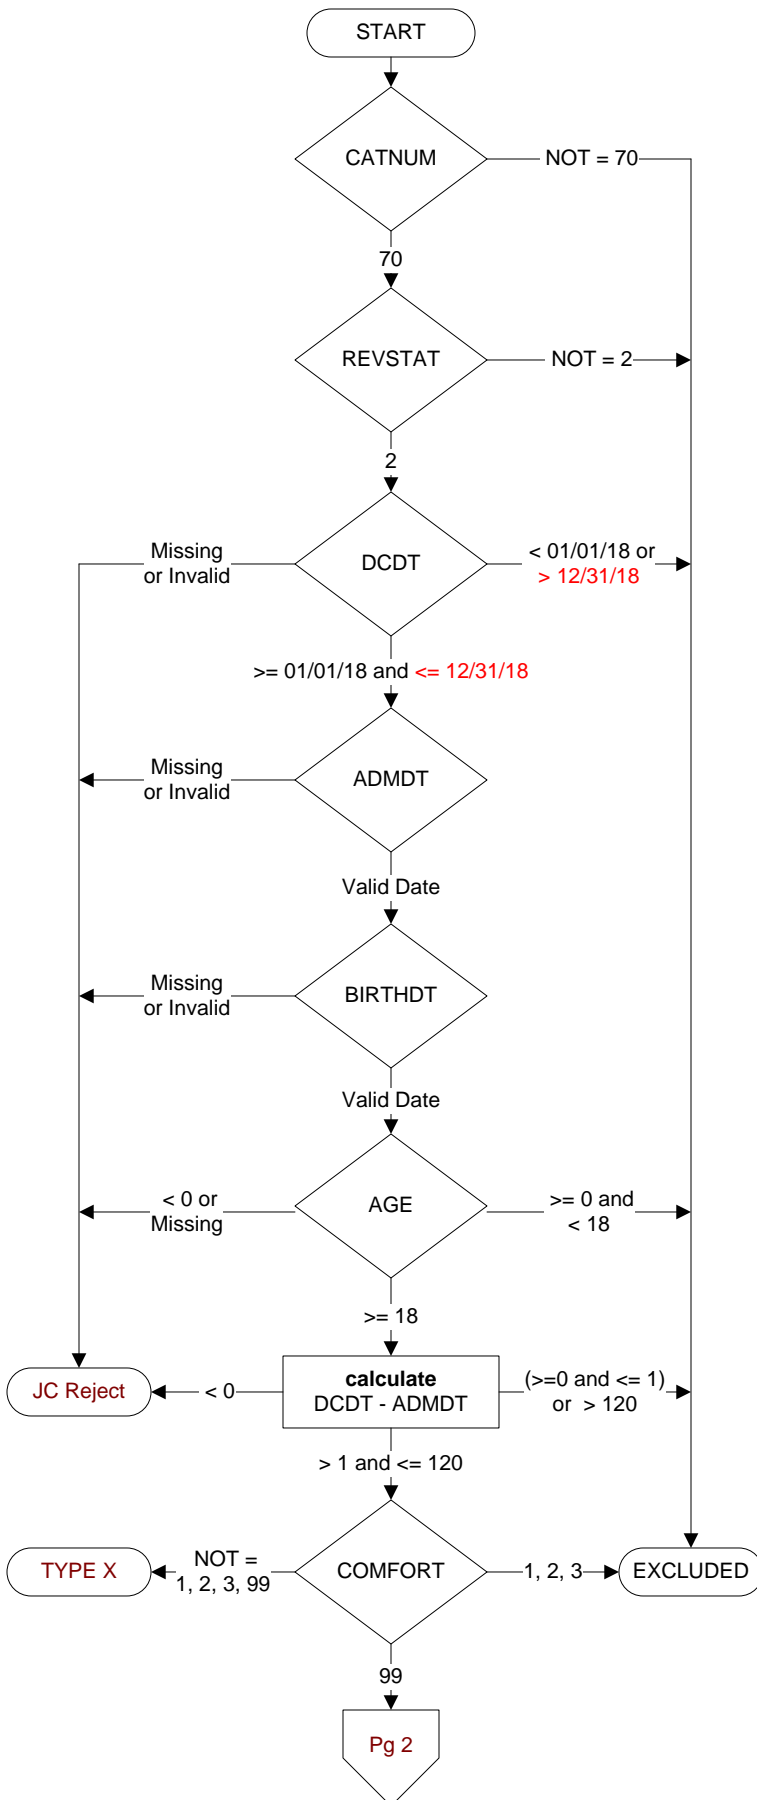 START
CATNUM
NOT = 70
70
REVSTAT
NOT = 2
2
Missing
or Invalid
DCDT
< 01/01/18 or
> 12/31/18
>= 01/01/18 and <= 12/31/18
Missing
or Invalid
ADMDT
Valid Date
Missing
or Invalid
BIRTHDT
Valid Date
< 0 or
Missing
AGE
>= 0 and
< 18
>= 18
JC Reject
< 0
calculate
DCDT - ADMDT
(>=0 and <= 1)
or > 120
> 1 and <= 120
TYPE X
NOT =
1, 2, 3, 99
COMFORT
1, 2, 3
EXCLUDED
99
Pg 2